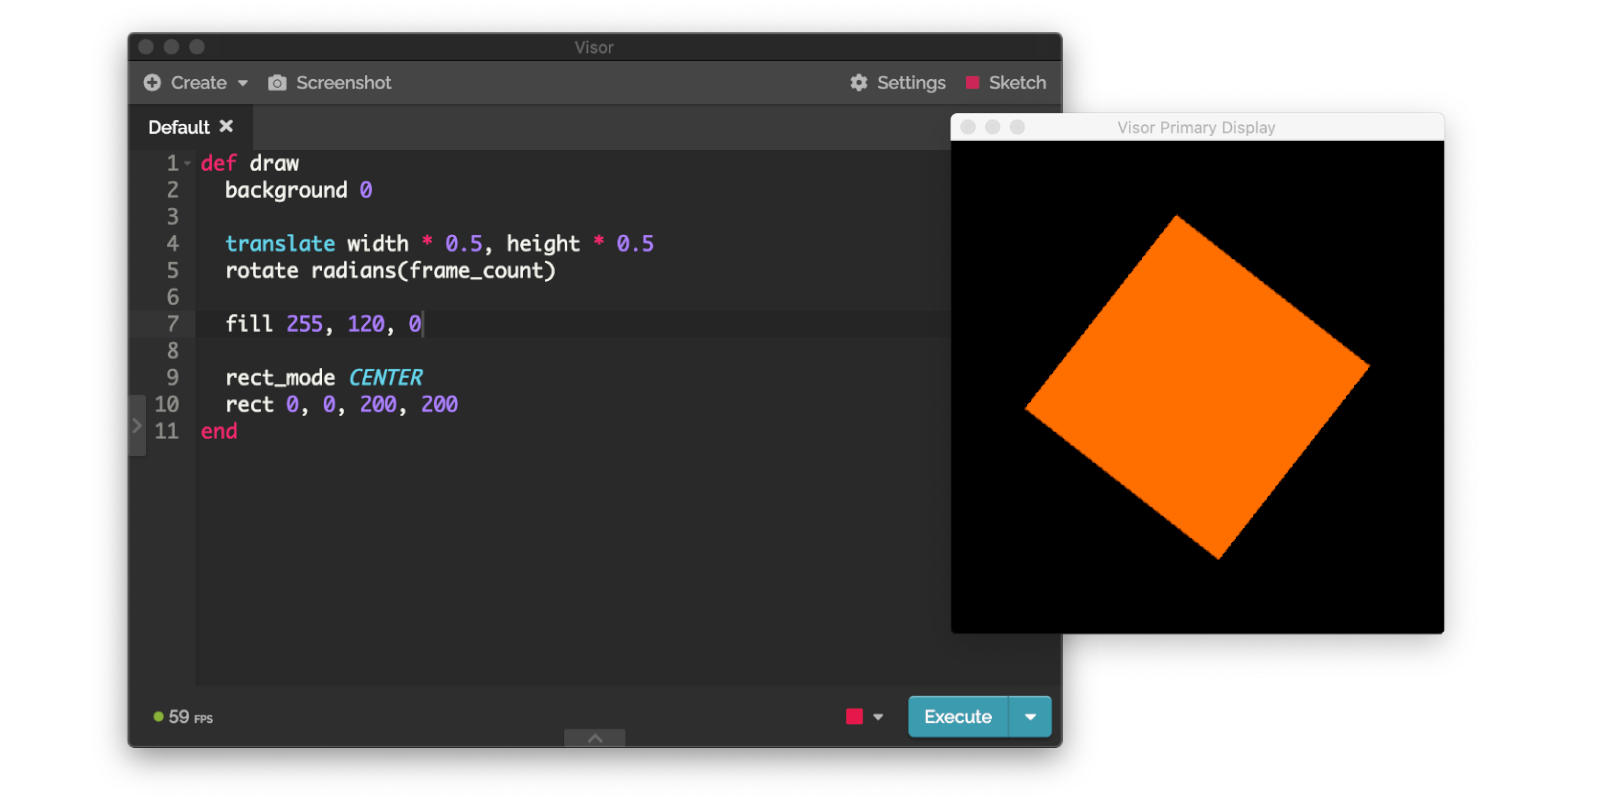 Visor
Create Screenshot Settings Sketch
Default
1 def draw
2 background 0
3
4 translate width * 0.5, height * 0.5
5 rotate radians(frame_count)
6
7 fill 255, 120, 0
8
9 rect_mode CENTER
10 rect 0, 0, 200, 200
11 end
59 FPS
Execute
Visor Primary Display